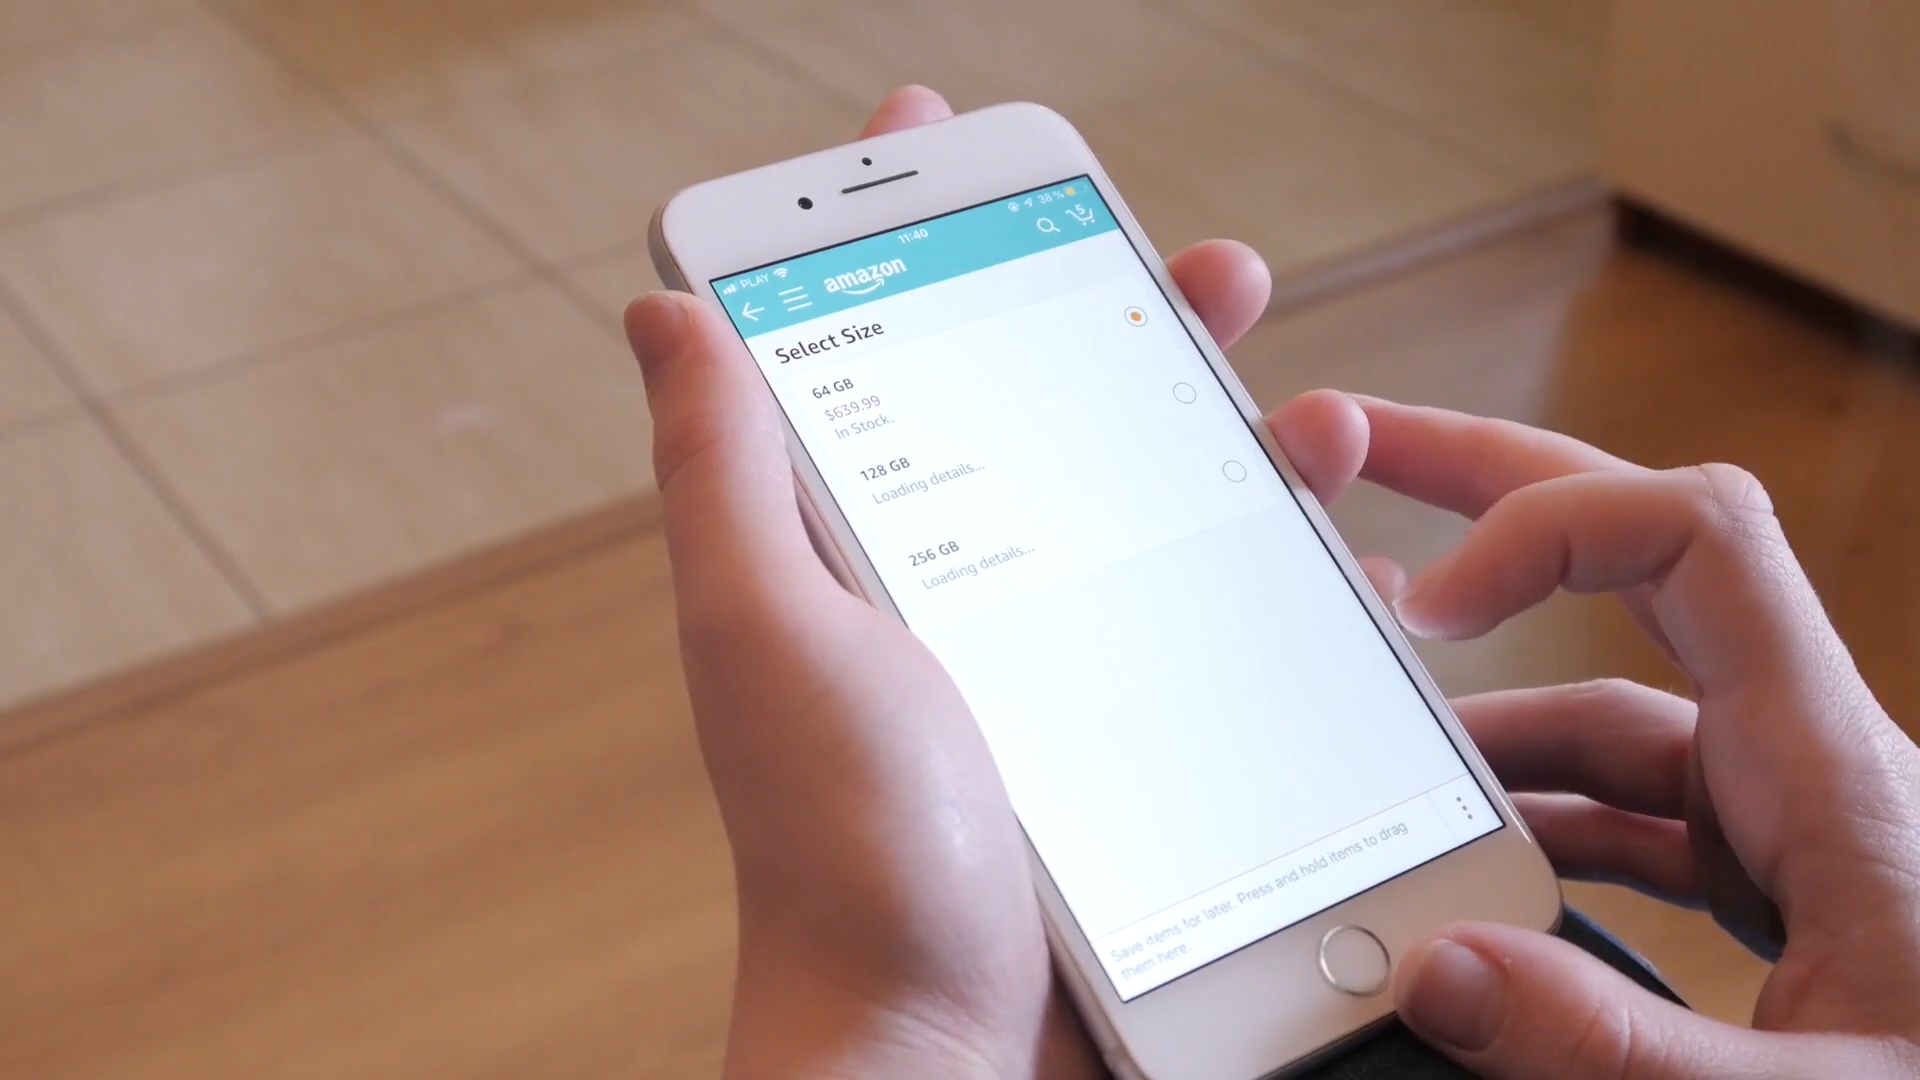 PLAY 11:40 38 %
amazon 5
Select Size
64 GB
$639.99
In Stock.
128 GB
Loading details...
256 GB
Loading details...
Save items for later. Press and hold items to drag
them here.